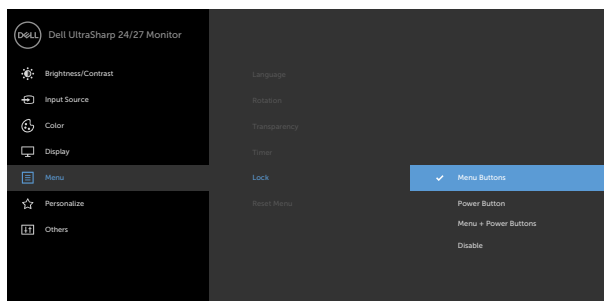 DELL Dell UltraSharp 24/27 Monitor
Brightness/Contrast
Input Source
Color
Display
Menu
Personalize
Others
Language
Rotation
Transparency
Timer
Lock
Reset Menu
Menu Buttons
Power Button
Menu + Power Buttons
Disable